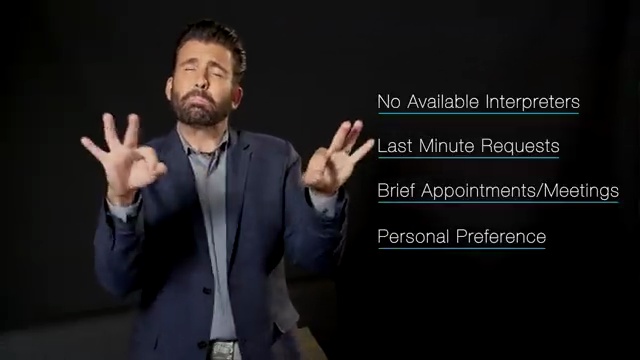 No Available Interpreters
Last Minute Requests
Brief Appointments/Meetings
Personal Preference